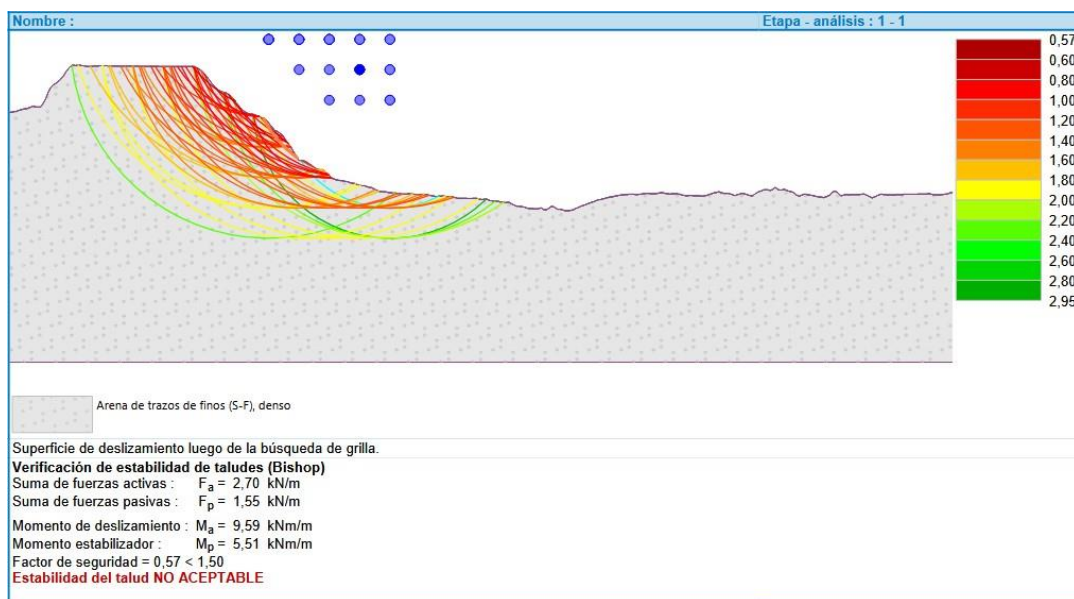 Nombre :
Etapa - análisis : 1 - 1
0,57
0,60
0,80
1,00
1,20
1,40
1,60
1,80
2,00
2,20
2,40
2,60
2,80
2,95
Arena de trazos de finos (S-F), denso
Superficie de deslizamiento luego de la búsqueda de grilla.
Verificación de estabilidad de taludes (Bishop)
Suma de fuerzas activas : Fa = 2,70 kN/m
Suma de fuerzas pasivas : Fp = 1,55 kN/m
Momento de deslizamiento : Ma = 9,59 kNm/m
Momento estabilizador : Mp = 5,51 kNm/m
Factor de seguridad = 0,57 < 1,50
Estabilidad del talud NO ACEPTABLE